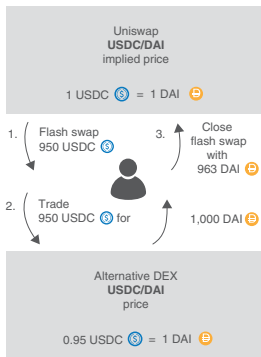 Uniswap
USDC/DAI
implied price
1 USDC = 1 DAI
1. Flash swap
950 USDC
3. Close
flash swap
with
963 DAI
2. Trade
950 USDC for
1,000 DAI
Alternative DEX
USDC/DAI
price
0.95 USDC = 1 DAI